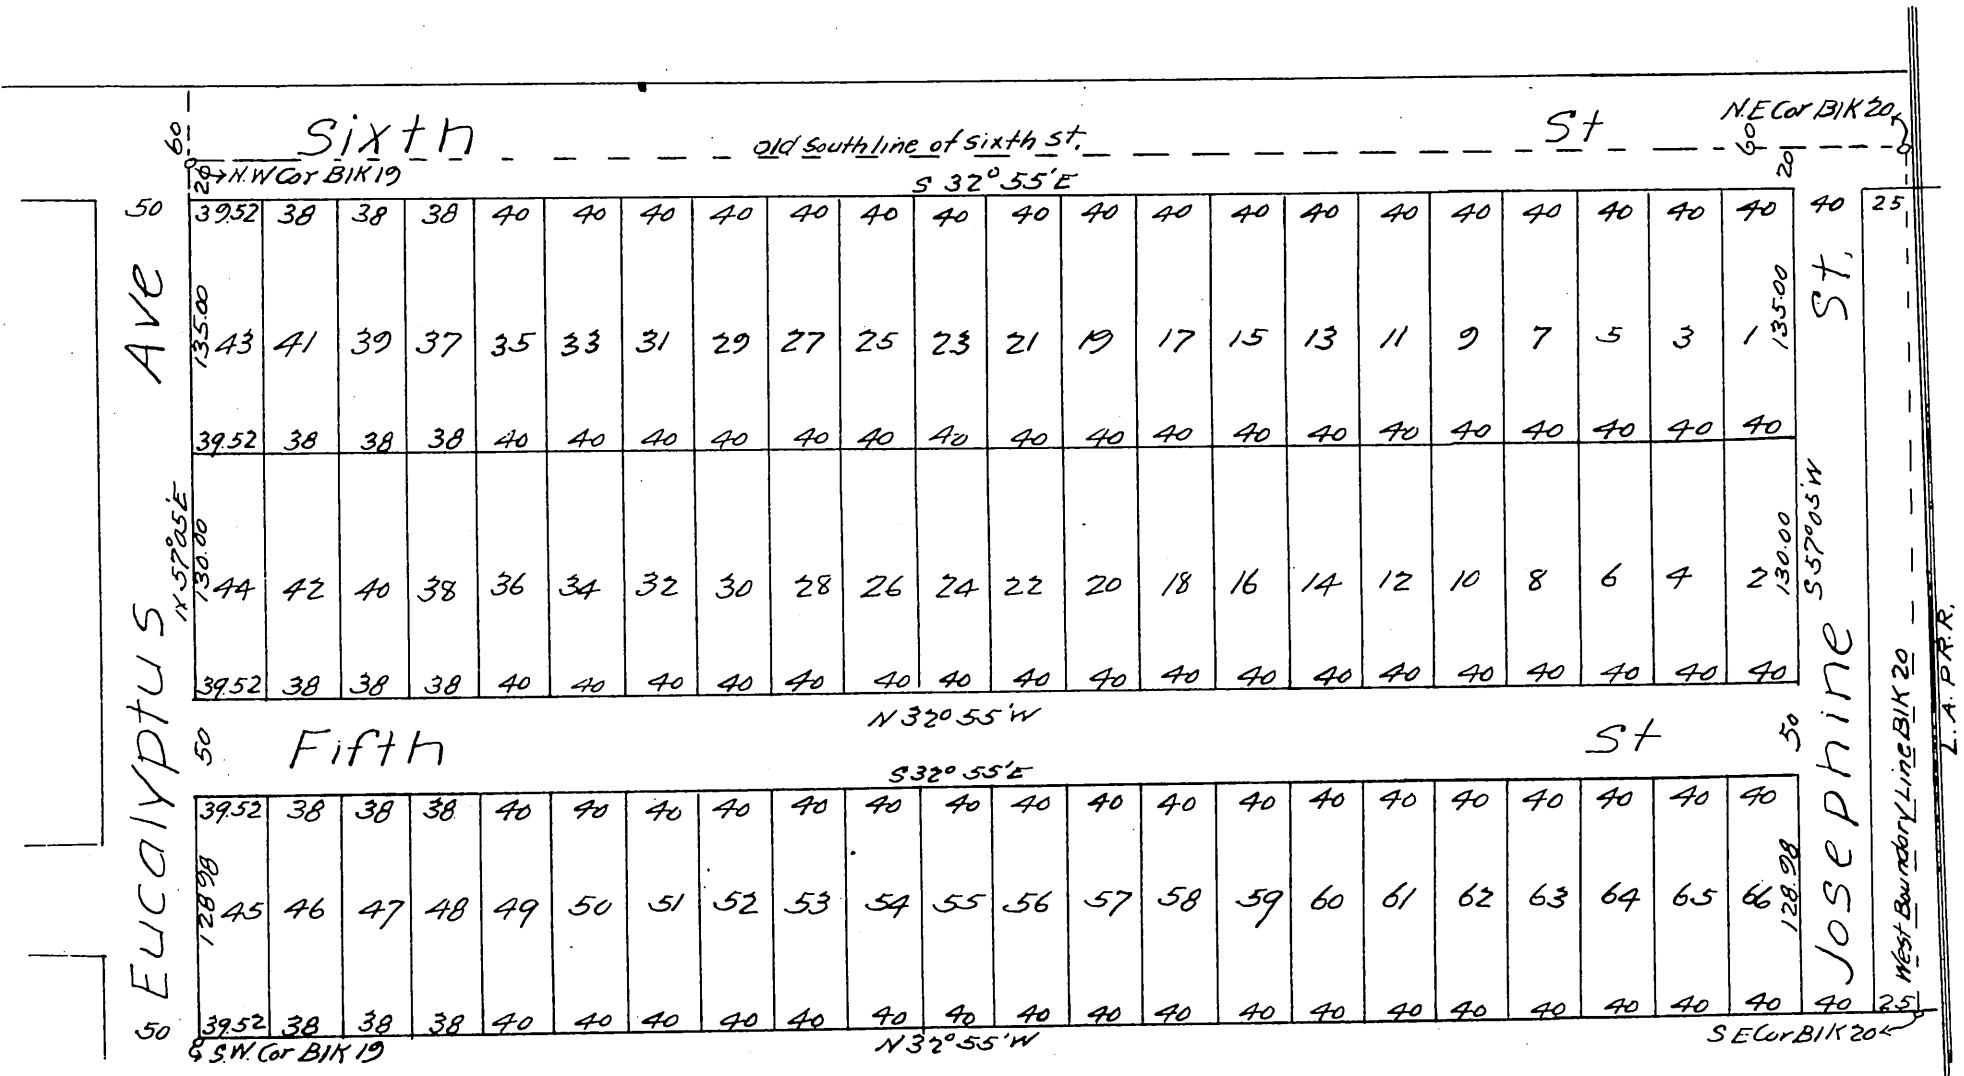 Sixth St
N.E Cor BlK 20
60
old south line of sixth st.
60
20 N.W Cor BlK 19
S 32° 55' E
20
50 39.52 38 38 38 40 40 40 40 40 40 40 40 40 40 40 40 40 40 40 40 40 40 40 25
135.00 43 41 39 37 35 33 31 29 27 25 23 21 19 17 15 13 11 9 7 5 3 1 135.00
39.52 38 38 38 40 40 40 40 40 40 40 40 40 40 40 40 40 40 40 40 40 40
N 57° 05' E
S 57° 05' W
130.00 44 42 40 38 36 34 32 30 28 26 24 22 20 18 16 14 12 10 8 6 4 2 130.00
39.52 38 38 38 40 40 40 40 40 40 40 40 40 40 40 40 40 40 40 40 40 40
N 32° 55' W
50 Fifth St 50
S 32° 55' E
39.52 38 38 38 40 40 40 40 40 40 40 40 40 40 40 40 40 40 40 40 40 40
128.98 45 46 47 48 49 50 51 52 53 54 55 56 57 58 59 60 61 62 63 64 65 66 128.98
50 39.52 38 38 38 40 40 40 40 40 40 40 40 40 40 40 40 40 40 40 40 40 40 40 25
S.W. Cor BlK 19
N 32° 55' W
S E Cor BlK 20
Eucalyptus Ave
Josephine St.
West Boundary Line BlK 20
L. A. P. R. R.